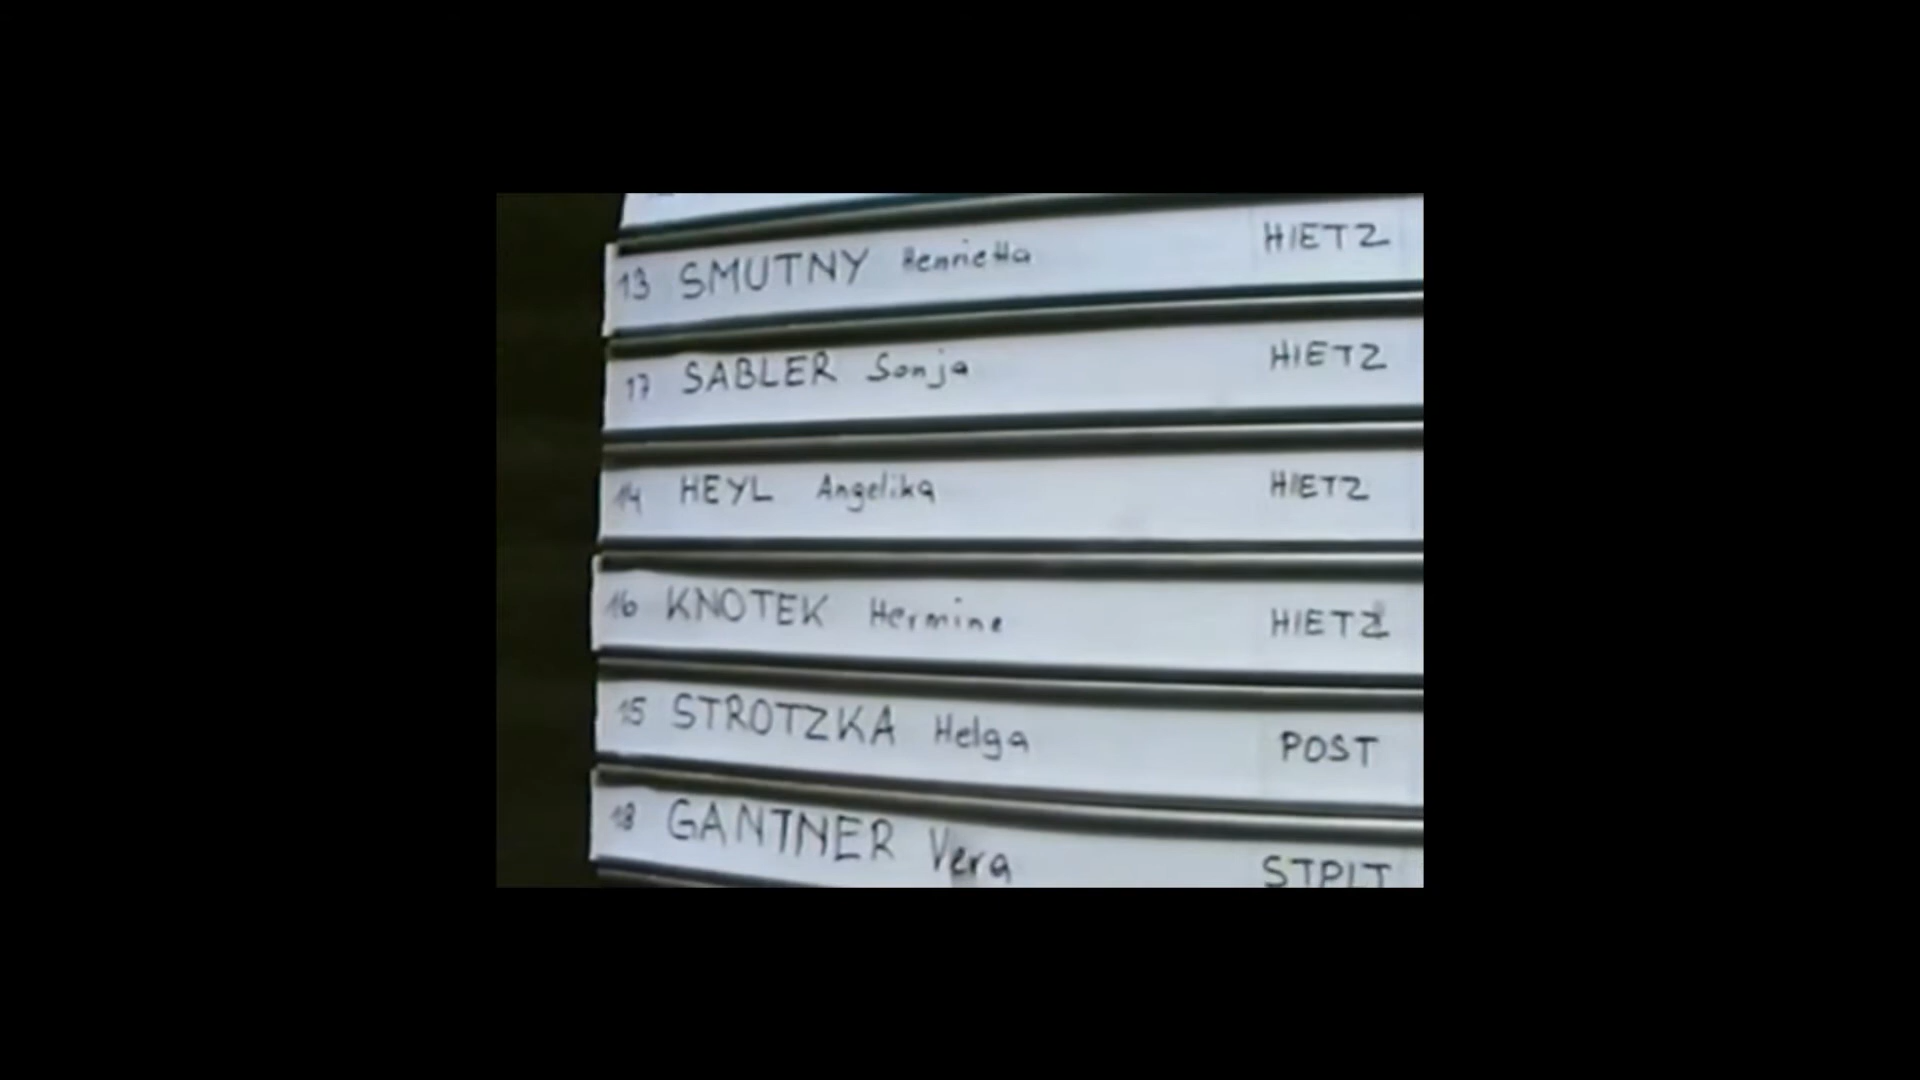 13 SMUTNY Henrietta HIETZ
17 SABLER Sonja HIETZ
14 HEYL Angelika HIETZ
16 KNOTEK Hermine HIETZ
15 STROTZKA Helga POST
18 GANTNER Vera STPLT